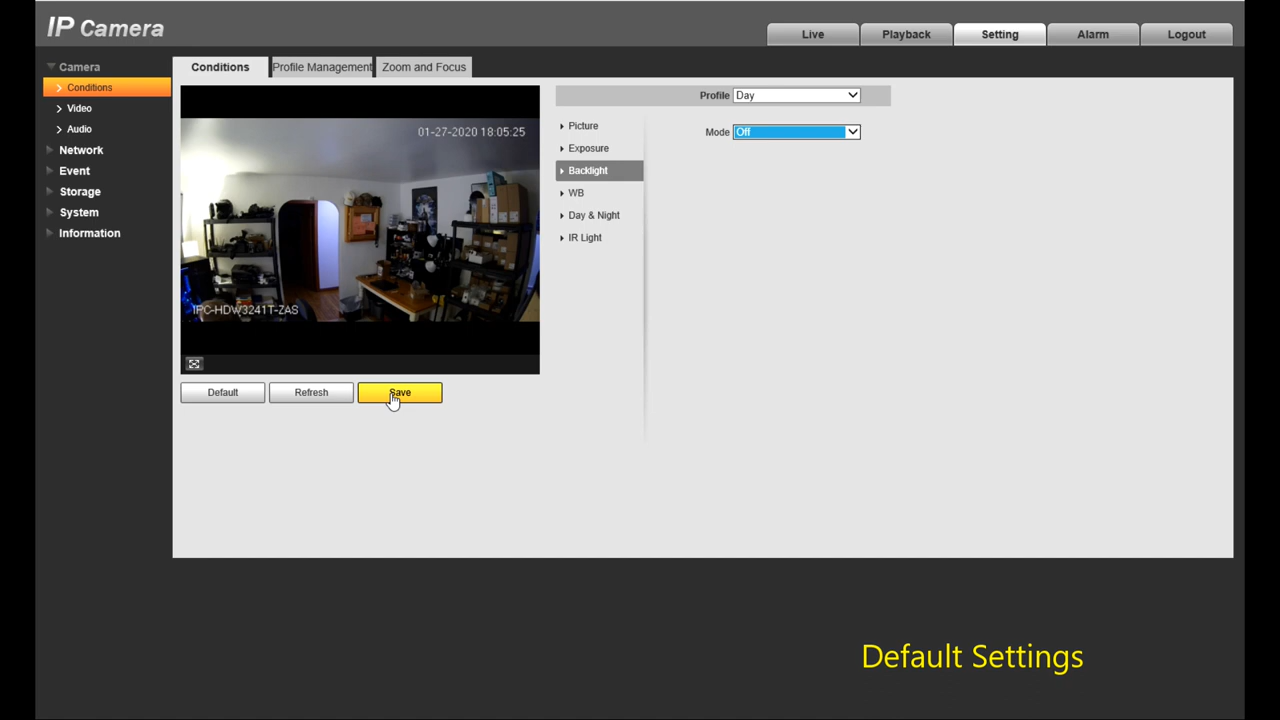 IP Camera
Live
Playback
Setting
Alarm
Logout
Camera
Conditions
Video
Audio
Network
Event
Storage
System
Information
Conditions
Profile Management
Zoom and Focus
01-27-2020 18:05:25
IPC-HDW3241T-ZAS
Default
Refresh
Save
Profile Day
Picture
Exposure
Backlight
WB
Day & Night
IR Light
Mode Off
Default Settings